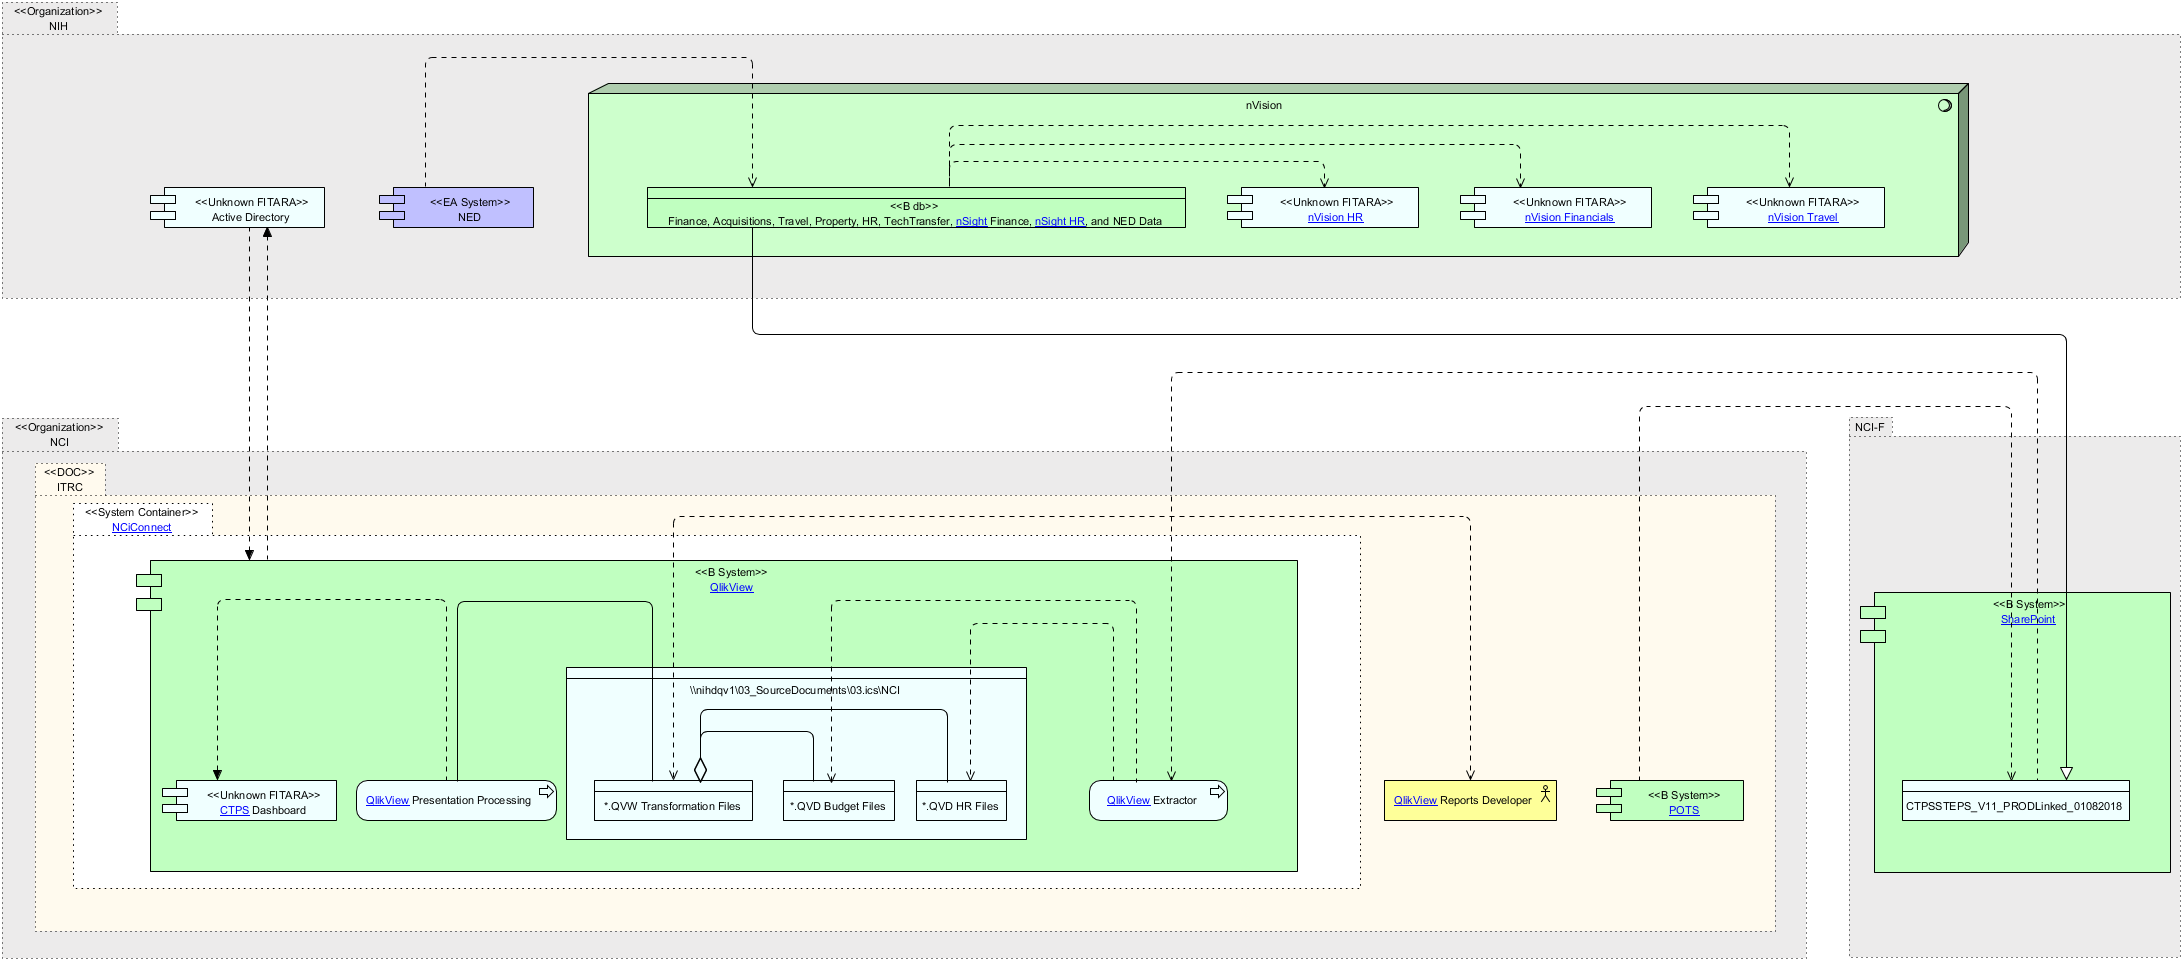 <<Organization>>
NIH
nVision
<<Unknown FITARA>>
Active Directory
<<EA System>>
NED
<<B db>>
Finance, Acquisitions, Travel, Property, HR, TechTransfer, nSight Finance, nSight HR, and NED Data
<<Unknown FITARA>>
nVision HR
<<Unknown FITARA>>
nVision Financials
<<Unknown FITARA>>
nVision Travel
<<Organization>>
NCI
NCI-F
<<DOC>>
ITRC
<<System Container>>
NCiConnect
<<B System>>
QlikView
<<B System>>
SharePoint
\\nihdqv1\03_SourceDocuments\03.ics\NCI
<<Unknown FITARA>>
CTPS Dashboard
QlikView Presentation Processing
*.QVW Transformation Files
*.QVD Budget Files
*.QVD HR Files
QlikView Extractor
QlikView Reports Developer
<<B System>>
POTS
CTPSSTEPS_V11_PRODLinked_01082018